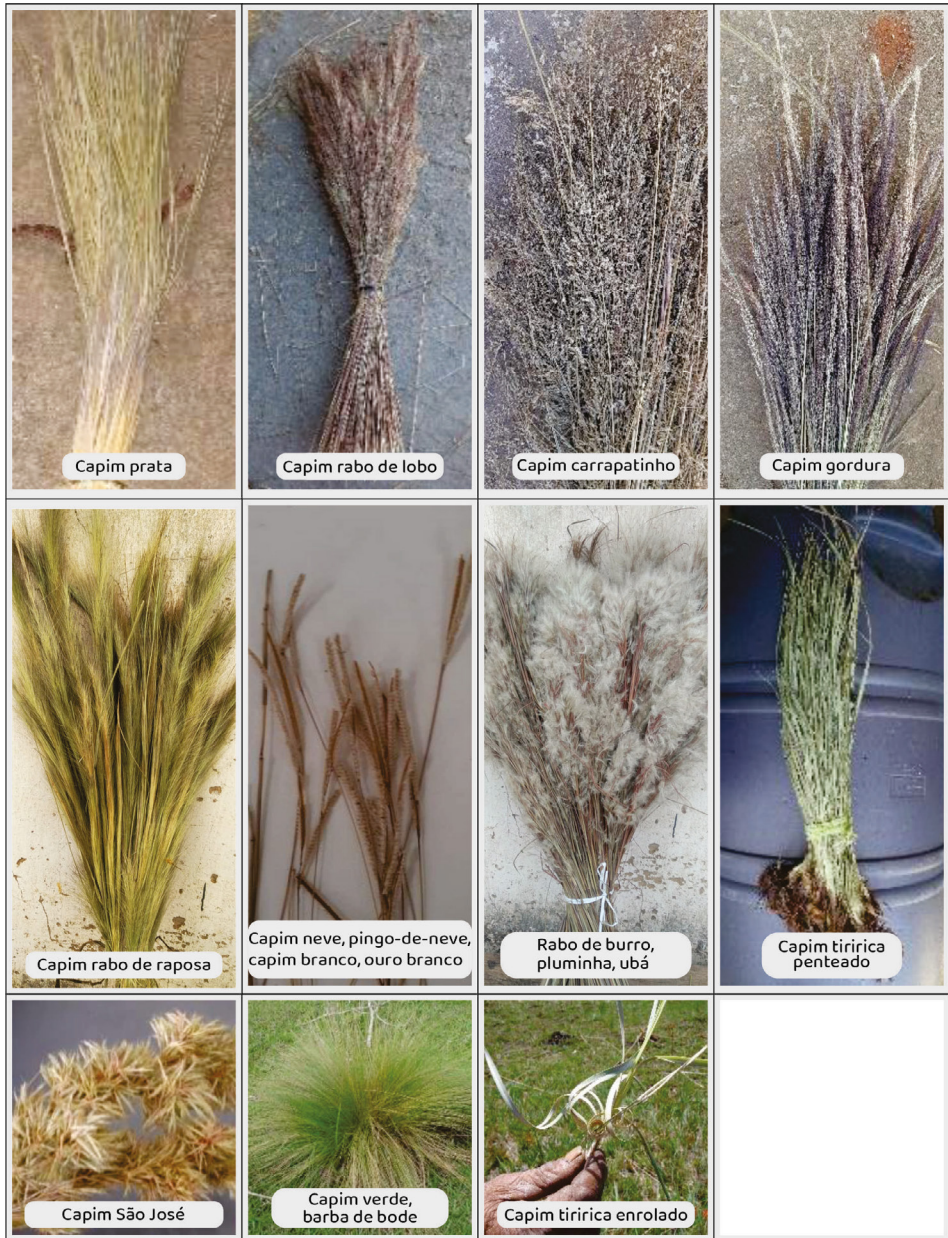 Capim prata
Capim rabo de lobo
Capim carrapatinho
Capim gordura
Capim rabo de raposa
Capim neve, pingo-de-neve,
capim branco, ouro branco
Rabo de burro,
pluminha, ubá
Capim tiririca
penteado
Capim São José
Capim verde,
barba de bode
Capim tiririca enrolado